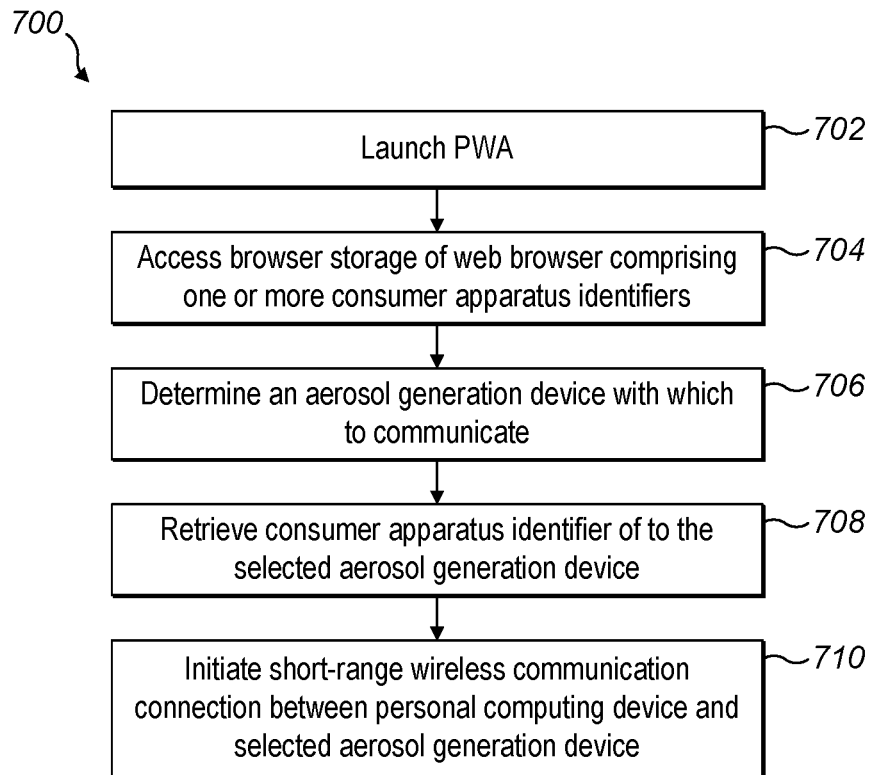 700
Launch PWA
702
Access browser storage of web browser comprising
one or more consumer apparatus identifiers
704
Determine an aerosol generation device with which
to communicate
706
Retrieve consumer apparatus identifier of to the
selected aerosol generation device
708
Initiate short-range wireless communication
connection between personal computing device and
selected aerosol generation device
710